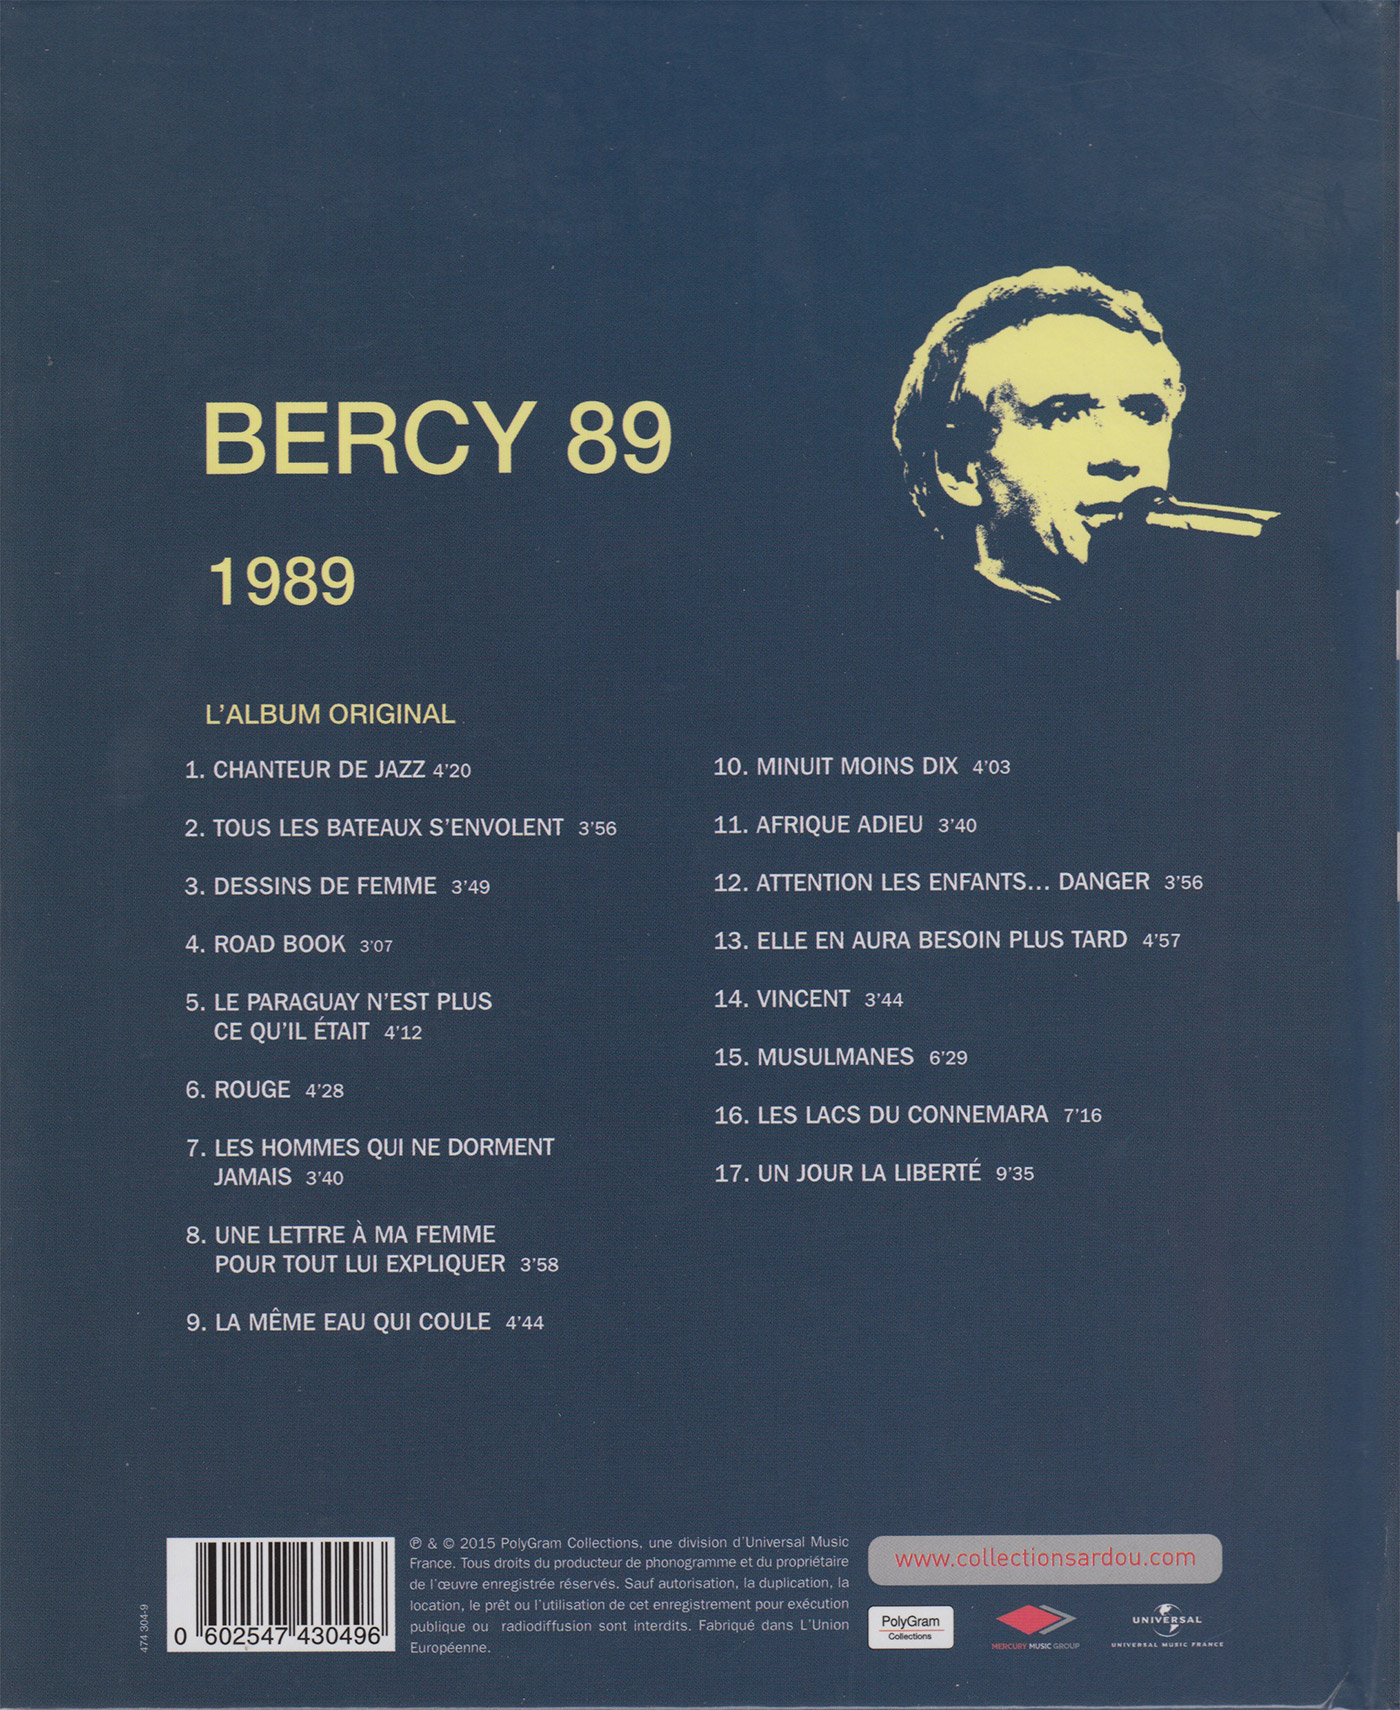 BERCY 89
1989
L'ALBUM ORIGINAL
1. CHANTEUR DE JAZZ 4'20
2. TOUS LES BATEAUX S'ENVOLENT 3'56
3. DESSINS DE FEMME 3'49
4. ROAD BOOK 3'07
5. LE PARAGUAY N'EST PLUS
CE QU'IL ÉTAIT 4'12
6. ROUGE 4'28
7. LES HOMMES QUI NE DORMENT
JAMAIS 3'40
8. UNE LETTRE À MA FEMME
POUR TOUT LUI EXPLIQUER 3'58
9. LA MÊME EAU QUI COULE 4'44
10. MINUIT MOINS DIX 4'03
11. AFRIQUE ADIEU 3'40
12. ATTENTION LES ENFANTS... DANGER 3'56
13. ELLE EN AURA BESOIN PLUS TARD 4'57
14. VINCENT 3'44
15. MUSULMANES 6'29
16. LES LACS DU CONNEMARA 7'16
17. UN JOUR LA LIBERTÉ 9'35
474 304-9
0 602547 430496
℗ & © 2015 PolyGram Collections, une division d'Universal Music
France. Tous droits du producteur de phonogramme et du propriétaire
de l'œuvre enregistrée réservés. Sauf autorisation, la duplication, la
location, le prêt ou l'utilisation de cet enregistrement pour exécution
publique ou radiodiffusion sont interdits. Fabriqué dans L'Union
Européenne.
www.collectionsardou.com
PolyGram
Collections
MERCURY MUSIC GROUP
UNIVERSAL
UNIVERSAL MUSIC FRANCE